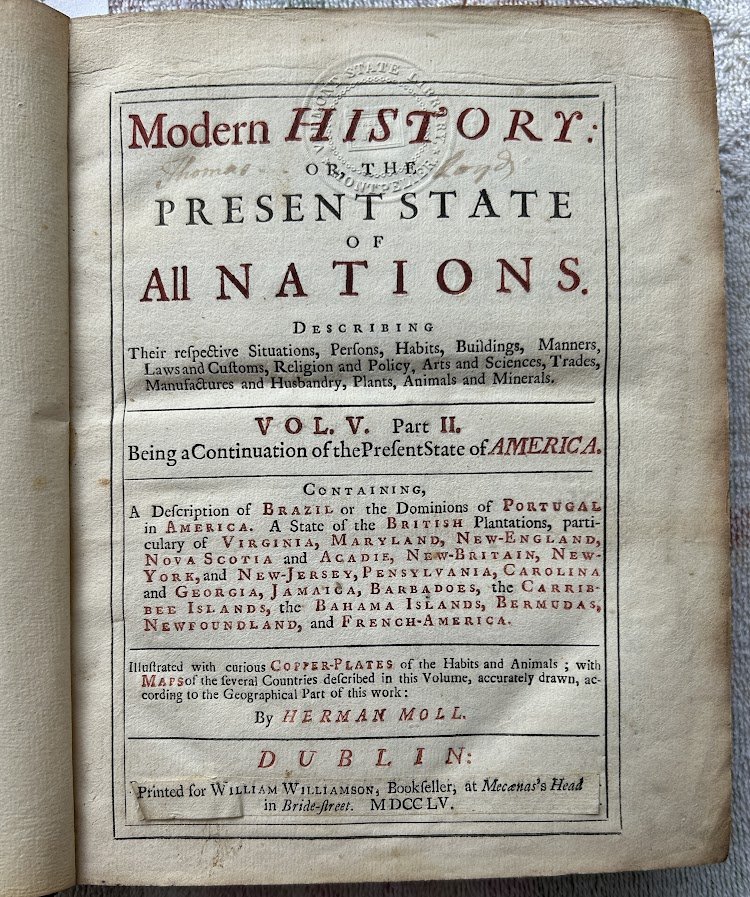 VERMONT STATE LIBRARY
MONTPELIER
Modern HISTORY:
Thomas Loyd
OR, THE
PRESENT STATE
OF
All NATIONS.
DESCRIBING
Their reſpective Situations, Perſons, Habits, Buildings, Manners,
Laws and Cuſtoms, Religion and Policy, Arts and Sciences, Trades,
Manufactures and Husbandry, Plants, Animals and Minerals.
VOL. V. Part II.
Being a Continuation of the Preſent State of AMERICA.
CONTAINING,
A Deſcription of BRAZIL or the Dominions of PORTUGAL
in AMERICA. A State of the BRITISH Plantations, parti-
culary of VIRGINIA, MARYLAND, NEW-ENGLAND,
NOVA SCOTIA and ACADIE, NEW-BRITAIN, NEW-
YORK, and NEW-JERSEY, PENSYLVANIA, CAROLINA
and GEORGIA, JAMAICA, BARBADOES, the CARRIB-
BEE ISLANDS, the BAHAMA ISLANDS, BERMUDAS,
NEWFOUNDLAND, and FRENCH-AMERICA.
Illuſtrated with curious COPPER-PLATES of the Habits and Animals; with
MAPS of the ſeveral Countries deſcribed in this Volume, accurately drawn, ac-
cording to the Geographical Part of this work:
By HERMAN MOLL.
DUBLIN:
Printed for WILLIAM WILLIAMSON, Bookſeller, at Mecænas's Head
in Bride-ſtreet. MDCCLV.